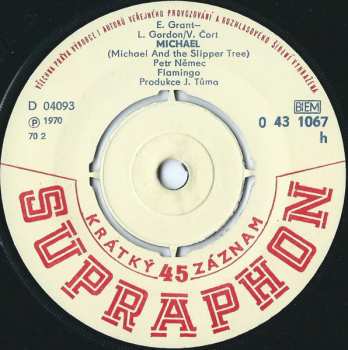 VŠECHNA PRÁVA VÝROBCE I AUTORŮ VEŘEJNÉHO PROVOZOVÁNÍ A ROZHLASOVÉHO ŠÍŘENÍ VYHRAZENA
E. Grant–
L. Gordon/V. Čort
MICHAEL
(Michael And the Slipper Tree)
Petr Němec
Flamingo
Produkce J. Tůma
D 04093
Ⓟ 1970
70 2
BIEM
0 43 1067
h
KRÁTKÝ 45 ZÁZNAM
SUPRAPHON